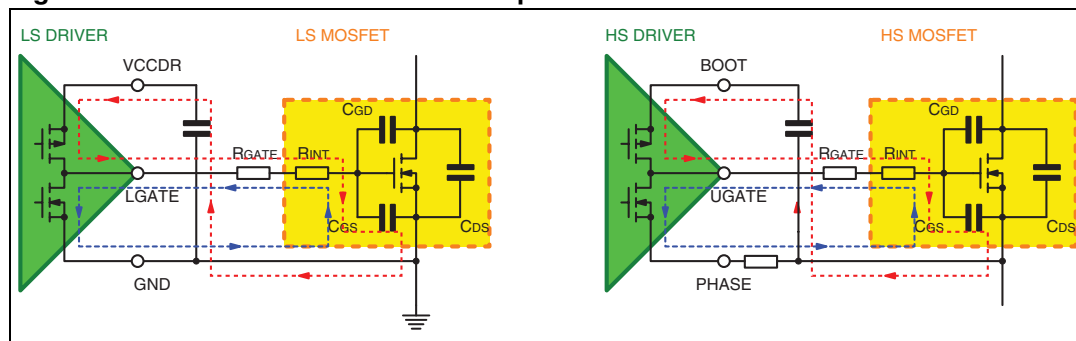 LS DRIVER
LS MOSFET
VCCDR
CGD
RGATE
RINT
LGATE
CGS
CDS
GND
HS DRIVER
HS MOSFET
BOOT
CGD
RGATE
RINT
UGATE
CGS
CDS
PHASE